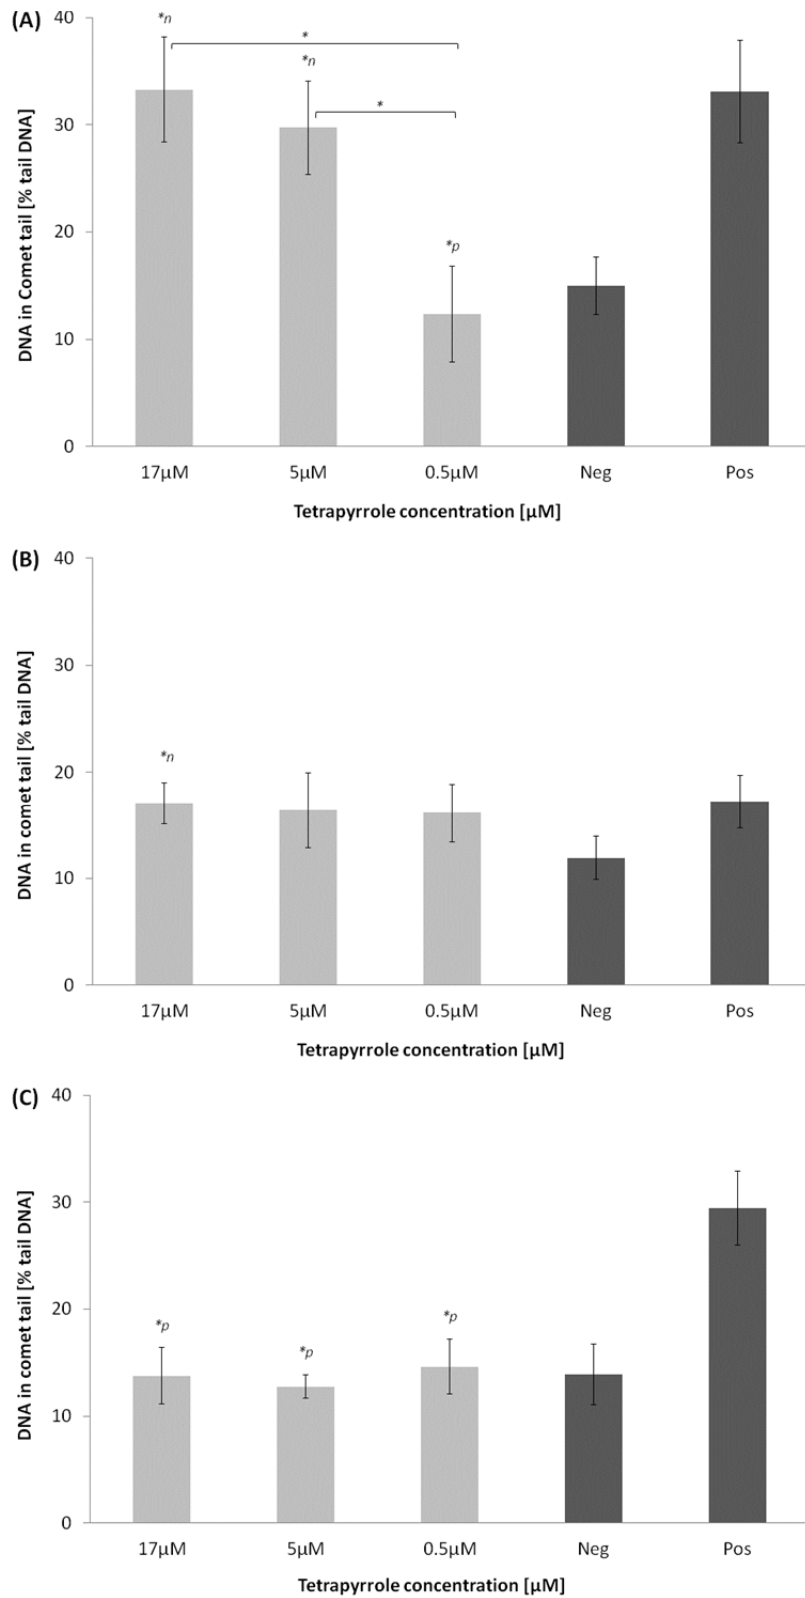 (A)
DNA in Comet tail [% tail DNA]
40
30
20
10
0
*n
*
*n
*
*p
17µM 5µM 0.5µM Neg Pos
Tetrapyrrole concentration [µM]
(B)
DNA in comet tail [% tail DNA]
40
30
20
10
0
*n
17µM 5µM 0.5µM Neg Pos
Tetrapyrrole concentration [µM]
(C)
DNA in comet tail [% tail DNA]
40
30
20
10
0
*p
*p
*p
17µM 5µM 0.5µM Neg Pos
Tetrapyrrole concentration [µM]